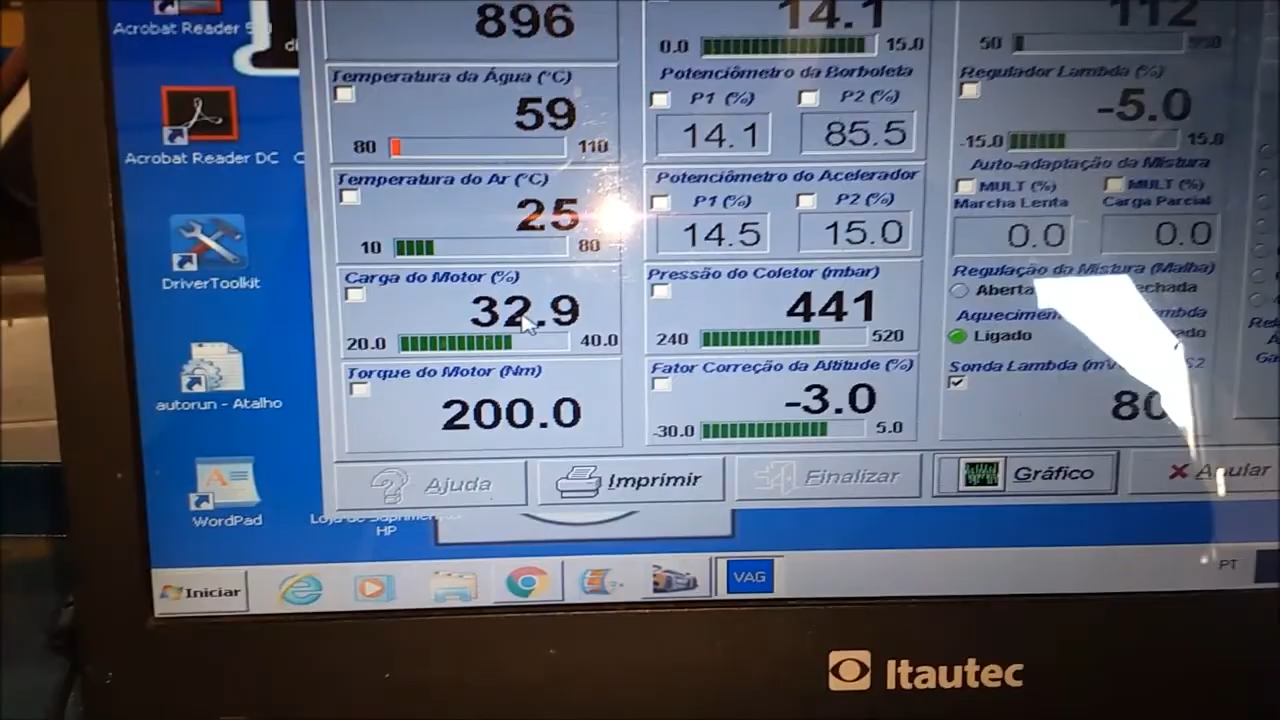 Acrobat Reader
Acrobat Reader DC
DriverToolkit
autorun - Atalho
WordPad
HP
896
Temperatura da Água (°C)
59
80
110
Temperatura do Ar (°C)
25
10
80
Carga do Motor (%)
32.9
20.0
40.0
Torque do Motor (Nm)
200.0
14.1
0.0
15.0
Potenciômetro da Borboleta
P1 (%)
P2 (%)
14.1
85.5
Potenciômetro do Acelerador
P1 (%)
P2 (%)
14.5
15.0
Pressão do Coletor (mbar)
441
240
520
Fator Correção da Altitude (%)
-3.0
-30.0
5.0
112
50
Regulador Lambda (%)
-5.0
-15.0
15.0
Auto-adaptação da Mistura
MULT (%)
MULT (%)
Marcha Lenta
Carga Parcial
0.0
0.0
Regulação da Mistura (Malha)
Aberta
Ligado
Sonda Lambda
80
Ajuda
Imprimir
Finalizar
Gráfico
Anular
Iniciar
VAG
PT
Itautec